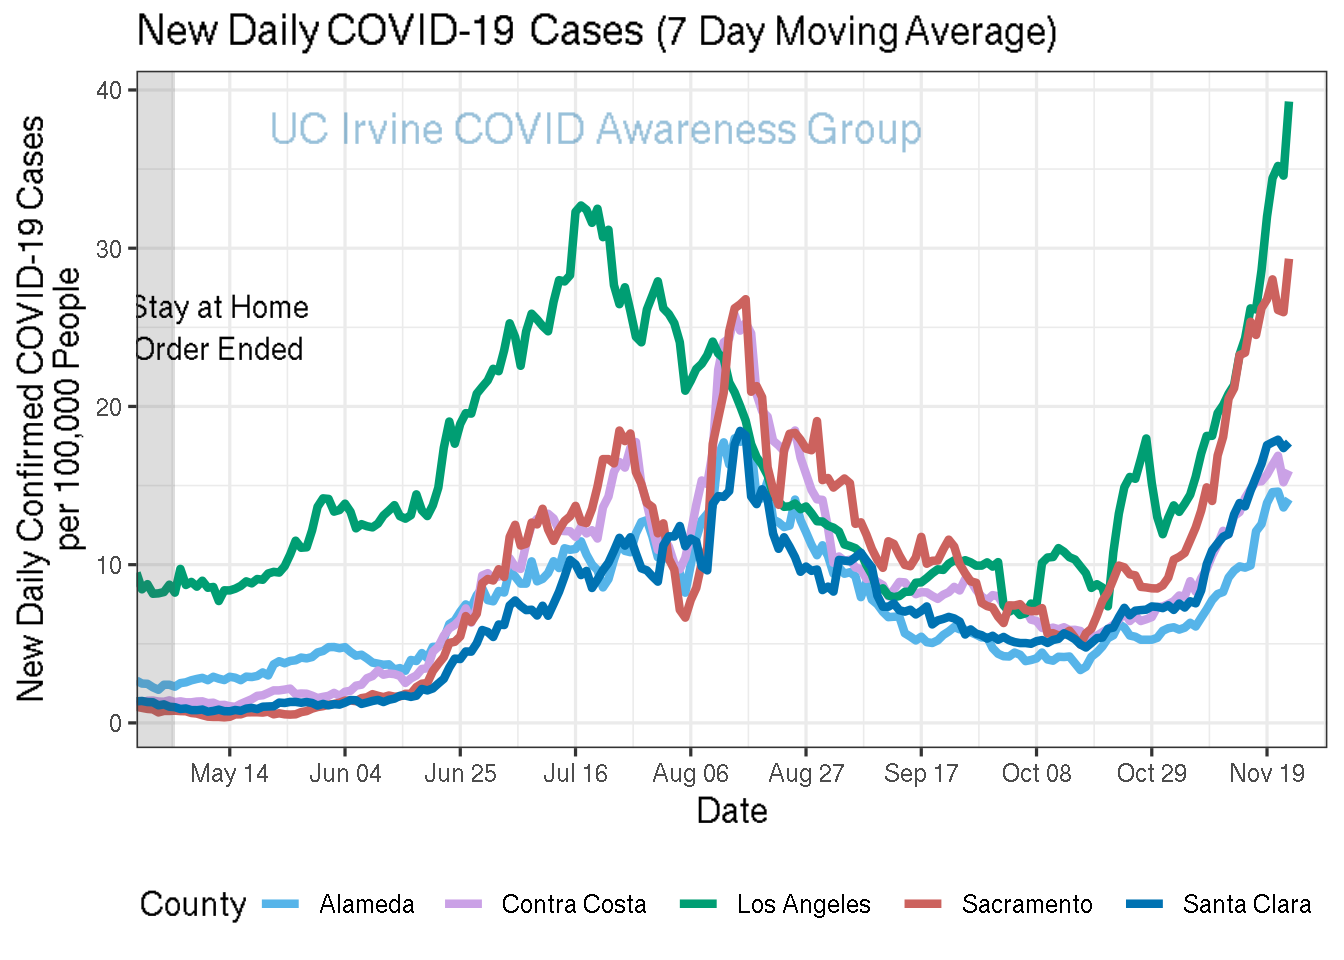 New Daily COVID-19 Cases (7 Day Moving Average)
UC Irvine COVID Awareness Group
New Daily Confirmed COVID-19 Cases
per 100,000 People
40
30
20
10
0
Stay at Home
Order Ended
May 14 Jun 04 Jun 25 Jul 16 Aug 06 Aug 27 Sep 17 Oct 08 Oct 29 Nov 19
Date
County Alameda Contra Costa Los Angeles Sacramento Santa Clara